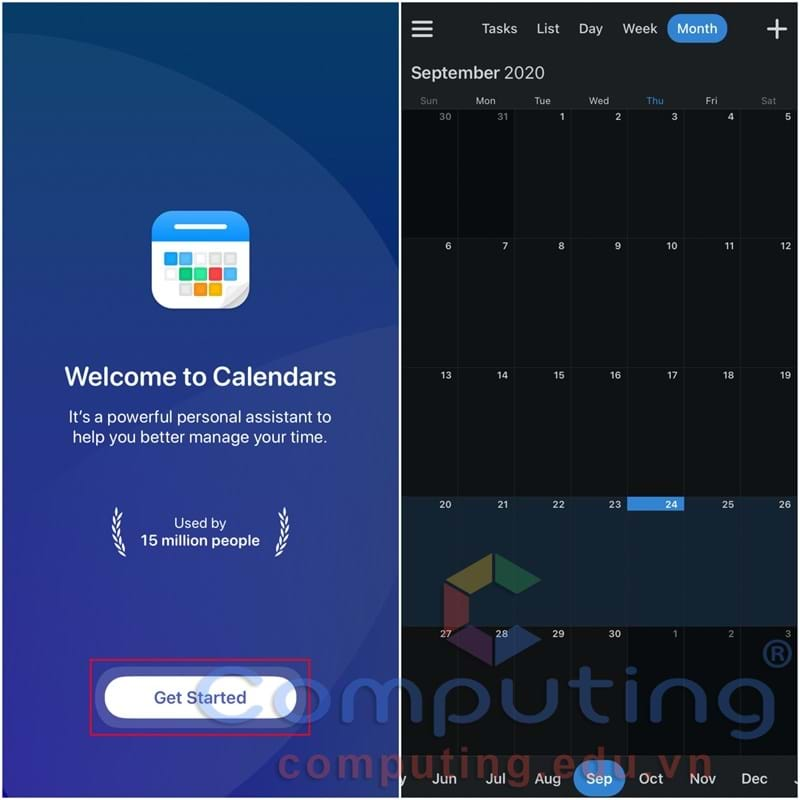 Welcome to Calendars
It's a powerful personal assistant to
help you better manage your time.
Used by
15 million people
Get Started
Tasks List Day Week Month +
September 2020
Sun Mon Tue Wed Thu Fri Sat
30 31 1 2 3 4 5
6 7 8 9 10 11 12
13 14 15 16 17 18 19
20 21 22 23 24 25 26
27 28 29 30 1 2 3
Computing ®
computing.edu.vn
Jun Jul Aug Sep Oct Nov Dec